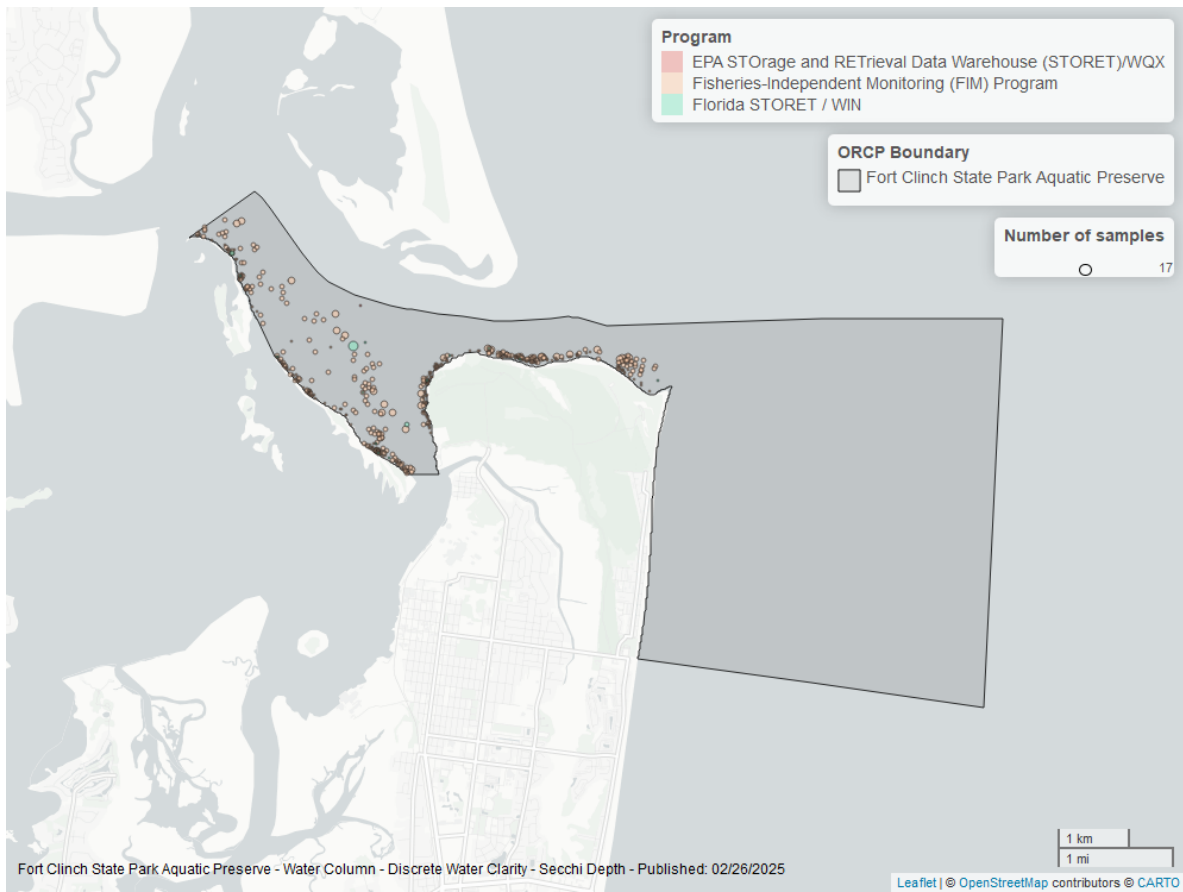 Program
EPA STOrage and RETrieval Data Warehouse (STORET)/WQX
Fisheries-Independent Monitoring (FIM) Program
Florida STORET / WIN
ORCP Boundary
Fort Clinch State Park Aquatic Preserve
Number of samples
17
1 km
1 mi
Fort Clinch State Park Aquatic Preserve - Water Column - Discrete Water Clarity - Secchi Depth - Published: 02/26/2025
Leaflet | © OpenStreetMap contributors © CARTO